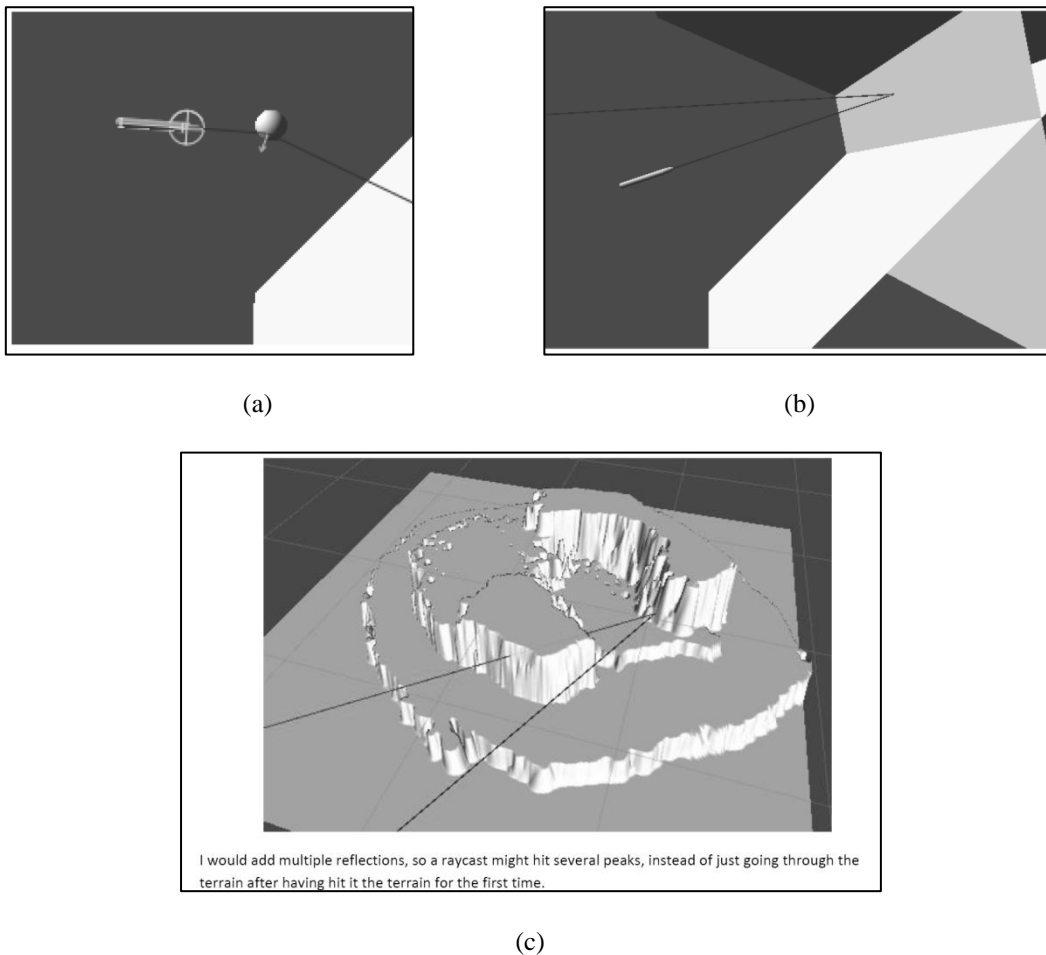 (a)
(b)
I would add multiple reflections, so a raycast might hit several peaks, instead of just going through the
terrain after having hit it the terrain for the first time.
(c)